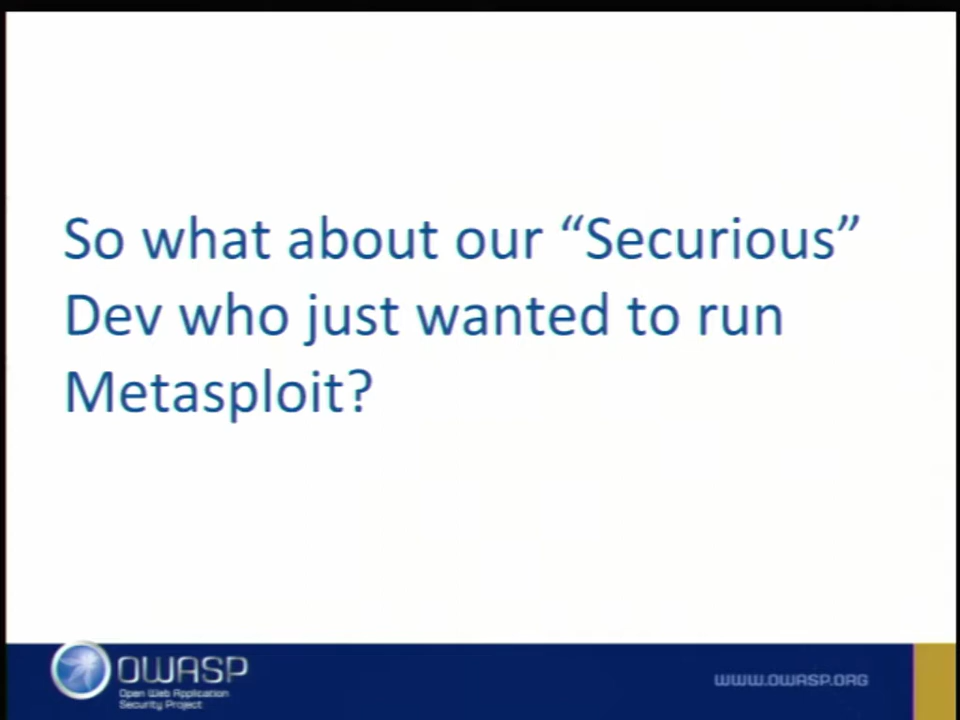 So what about our “Securious”
Dev who just wanted to run
Metasploit?
OWASP
Open Web Application
Security Project
WWW.OWASP.ORG